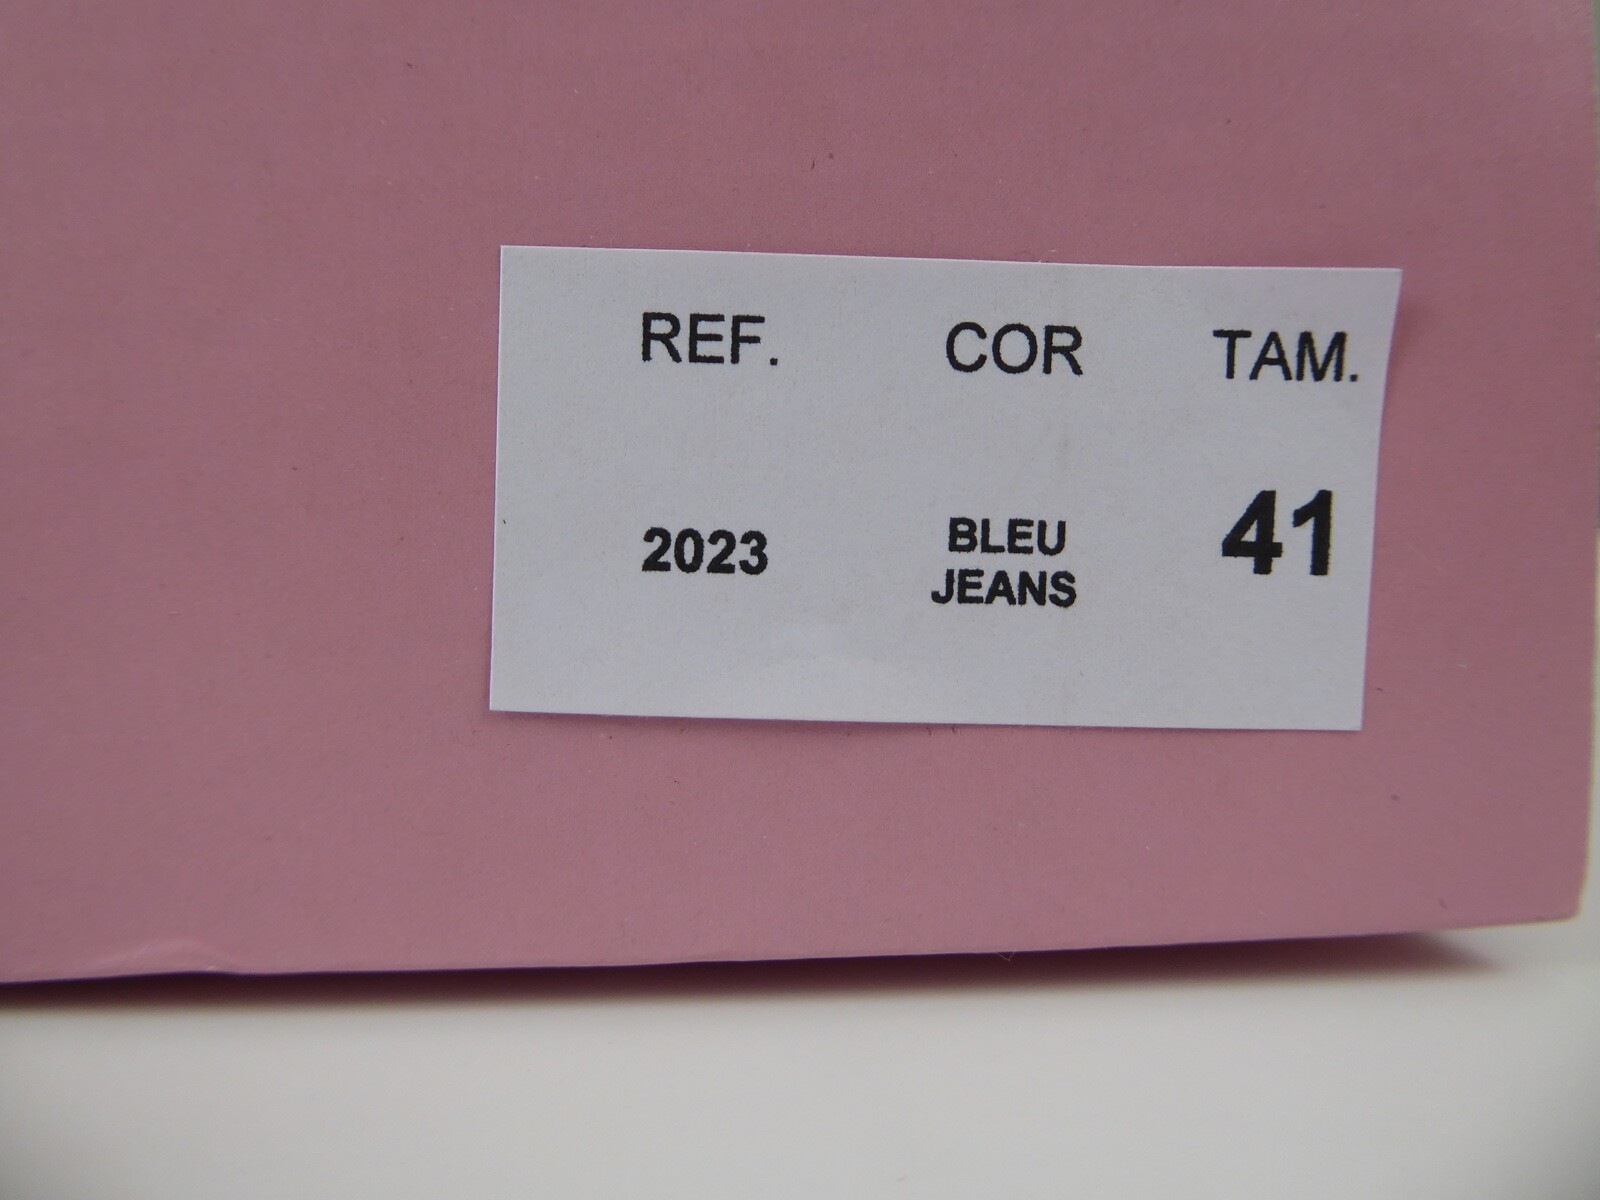 REF. COR TAM.
2023 BLEU JEANS 41